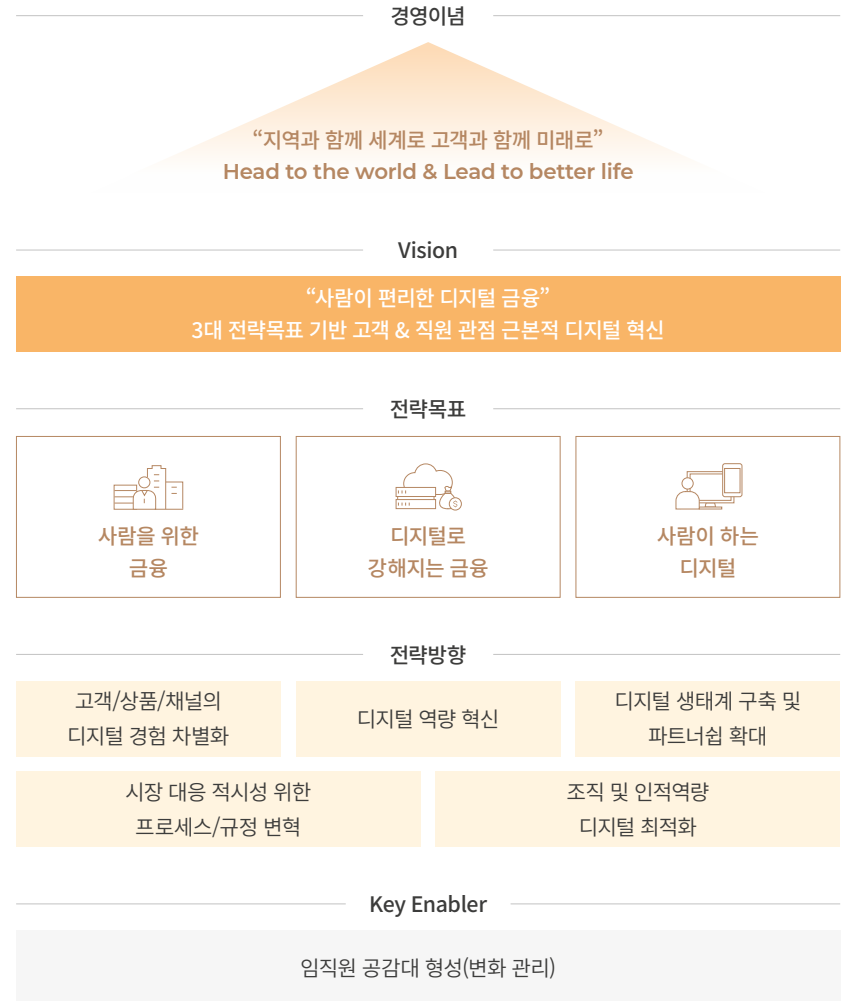 경영이념
“지역과 함께 세계로 고객과 함께 미래로”
Head to the world & Lead to better life
Vision
“사람이 편리한 디지털 금융”
3대 전략목표 기반 고객 & 직원 관점 근본적 디지털 혁신
전략목표
사람을 위한
금융
디지털로
강해지는 금융
사람이 하는
디지털
전략방향
고객/상품/채널의
디지털 경험 차별화
디지털 역량 혁신
디지털 생태계 구축 및
파트너쉽 확대
시장 대응 적시성 위한
프로세스/규정 변혁
조직 및 인적역량
디지털 최적화
Key Enabler
임직원 공감대 형성(변화 관리)